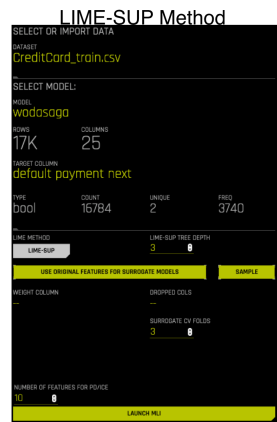 LIME-SUP Method
SELECT OR IMPORT DATA
DATASET
CreditCard_train.csv
--
SELECT MODEL:
MODEL
wodasaga
ROWS COLUMNS
17K 25
TARGET COLUMN
default payment next
TYPE COUNT UNIQUE FREQ
bool 16784 2 3740
--
LIME METHOD LIME-SUP TREE DEPTH
LIME-SUP 3
USE ORIGINAL FEATURES FOR SURROGATE MODELS SAMPLE
WEIGHT COLUMN DROPPED COLS
-- --
SURROGATE CV FOLDS
3
NUMBER OF FEATURES FOR PD/ICE
10
LAUNCH MLI